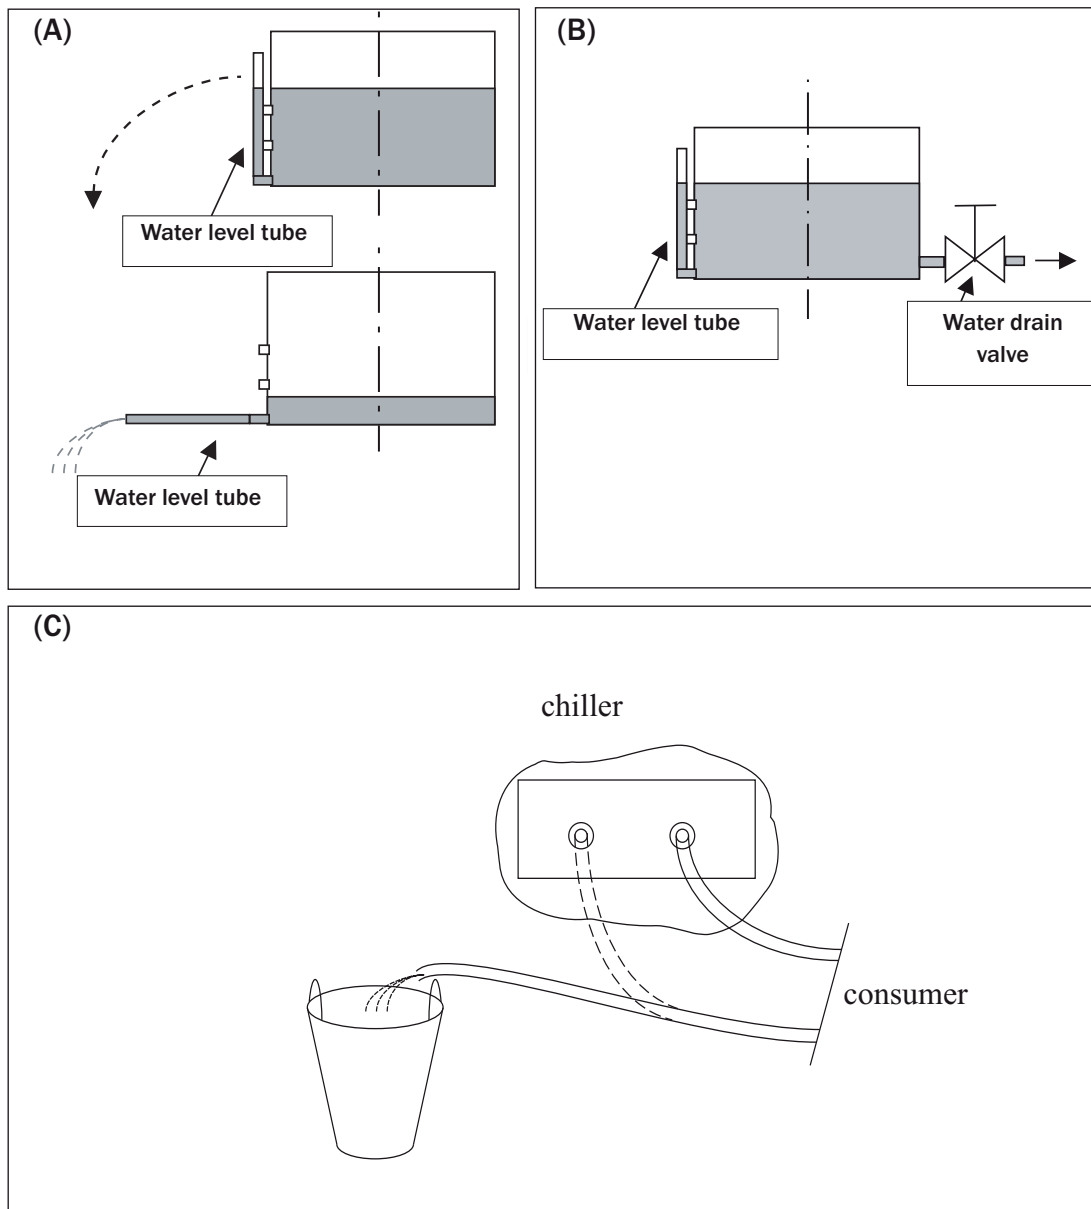 (A)
Water level tube
Water level tube
(B)
Water level tube
Water drain
valve
(C)
chiller
consumer